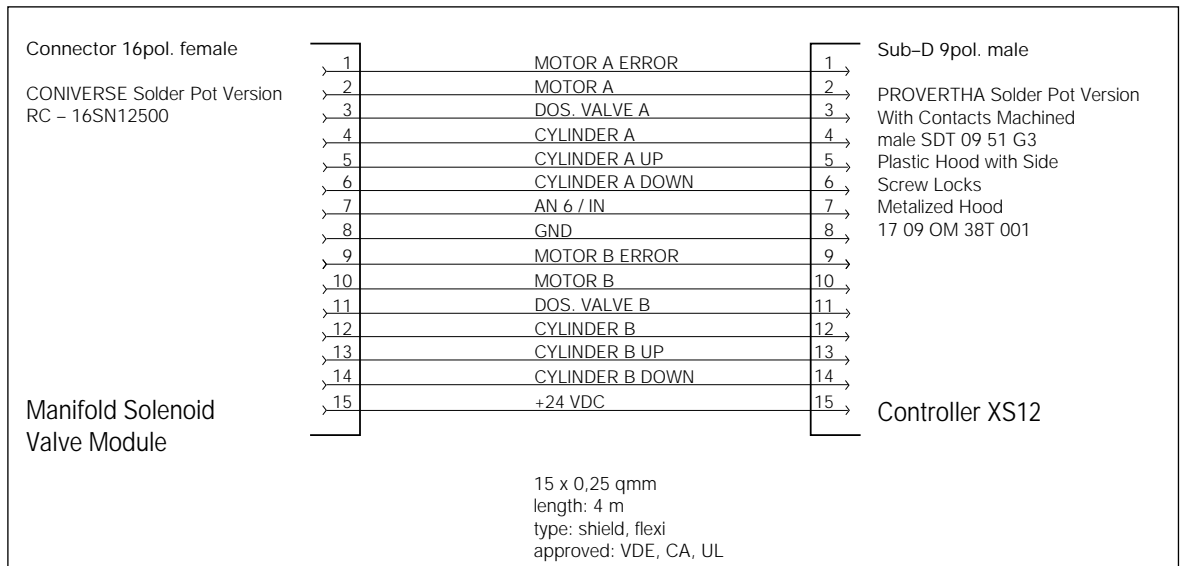 Connector 16pol. female
CONIVERSE Solder Pot Version
RC – 16SN12500
Manifold Solenoid
Valve Module
1 MOTOR A ERROR 1
2 MOTOR A 2
3 DOS. VALVE A 3
4 CYLINDER A 4
5 CYLINDER A UP 5
6 CYLINDER A DOWN 6
7 AN 6 / IN 7
8 GND 8
9 MOTOR B ERROR 9
10 MOTOR B 10
11 DOS. VALVE B 11
12 CYLINDER B 12
13 CYLINDER B UP 13
14 CYLINDER B DOWN 14
15 +24 VDC 15
Sub–D 9pol. male
PROVERTHA Solder Pot Version
With Contacts Machined
male SDT 09 51 G3
Plastic Hood with Side
Screw Locks
Metalized Hood
17 09 OM 38T 001
Controller XS12
15 x 0,25 qmm
length: 4 m
type: shield, flexi
approved: VDE, CA, UL